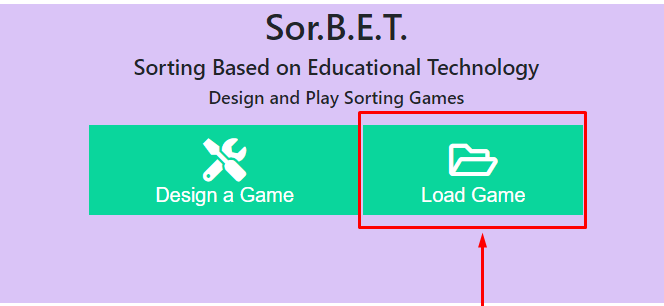 Sor.B.E.T.
Sorting Based on Educational Technology
Design and Play Sorting Games
Design a Game
Load Game